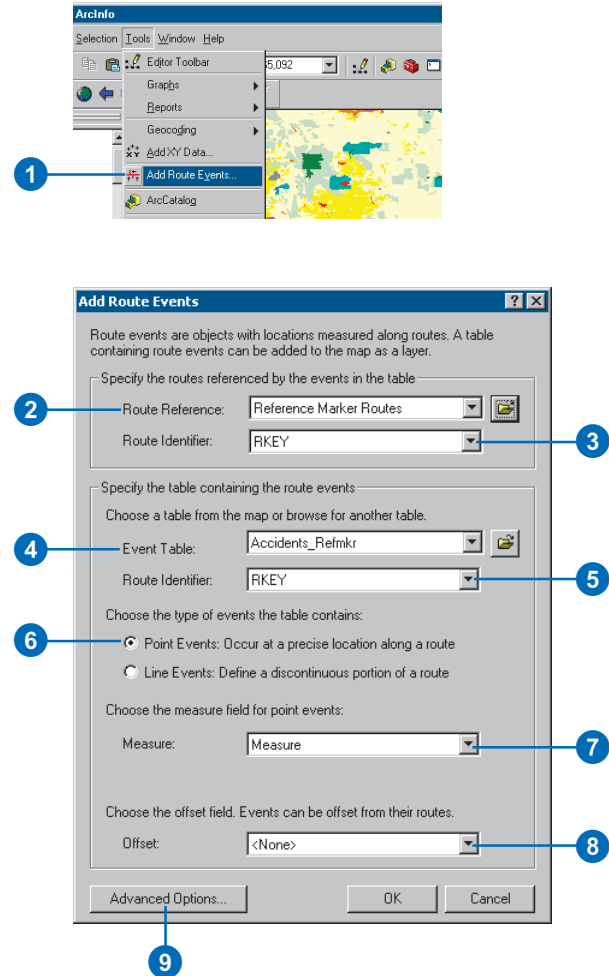 ArcInfo
Selection Tools Window Help
Editor Toolbar
5,092
Graphs
Reports
Geocoding
Add XY Data...
1
Add Route Events...
ArcCatalog
Add Route Events
Route events are objects with locations measured along routes. A table
containing route events can be added to the map as a layer.
Specify the routes referenced by the events in the table
2
Route Reference:
Reference Marker Routes
Route Identifier:
RKEY
3
Specify the table containing the route events
Choose a table from the map or browse for another table.
4
Event Table:
Accidents_Refmkr
Route Identifier:
RKEY
5
Choose the type of events the table contains:
6
Point Events: Occur at a precise location along a route
Line Events: Define a discontinuous portion of a route
Choose the measure field for point events:
Measure:
Measure
7
Choose the offset field. Events can be offset from their routes.
Offset:
<None>
8
Advanced Options...
OK
Cancel
9